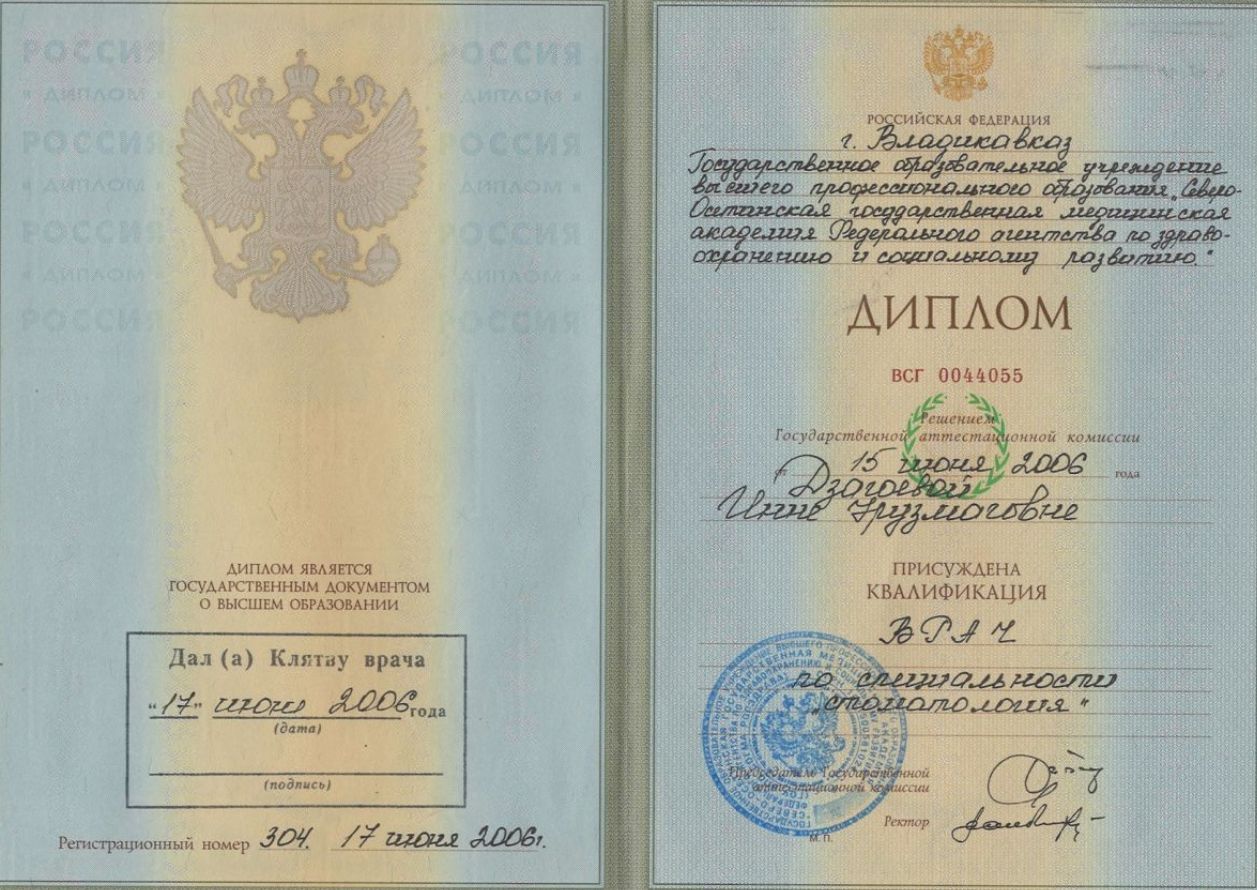 РОССИЯ РОССИЯ
« ДИПЛОМ » « ДИПЛОМ »
РОССИЯ РОССИЯ
« ДИПЛОМ » « ДИПЛОМ »
РОССИЯ РОССИЯ
« ДИПЛОМ » « ДИПЛОМ »
РОССИЯ РОССИЯ
ДИПЛОМ ЯВЛЯЕТСЯ
ГОСУДАРСТВЕННЫМ ДОКУМЕНТОМ
О ВЫСШЕМ ОБРАЗОВАНИИ
Дал (а) Клятву врача
"17" июня 2006 года
(дата)
(подпись)
Регистрационный номер 304. 17 июня 2006г.
РОССИЙСКАЯ ФЕДЕРАЦИЯ
г. Владикавказ
Государственное образовательное учреждение
высшего профессионального образования „Северо-
Осетинская государственная медицинская
академия Федерального агентства по здраво-
охранению и социальному развитию."
ДИПЛОМ
ВСГ 0044055
Решением
Государственной аттестационной комиссии
от 15 июня 2006 года
Дзагоевой
Инне Урузмаговне
ПРИСУЖДЕНА
КВАЛИФИКАЦИЯ
ВРАЧ
по специальности
„стоматология"
Председатель Государственной
аттестационной комиссии
Ректор
М. П.